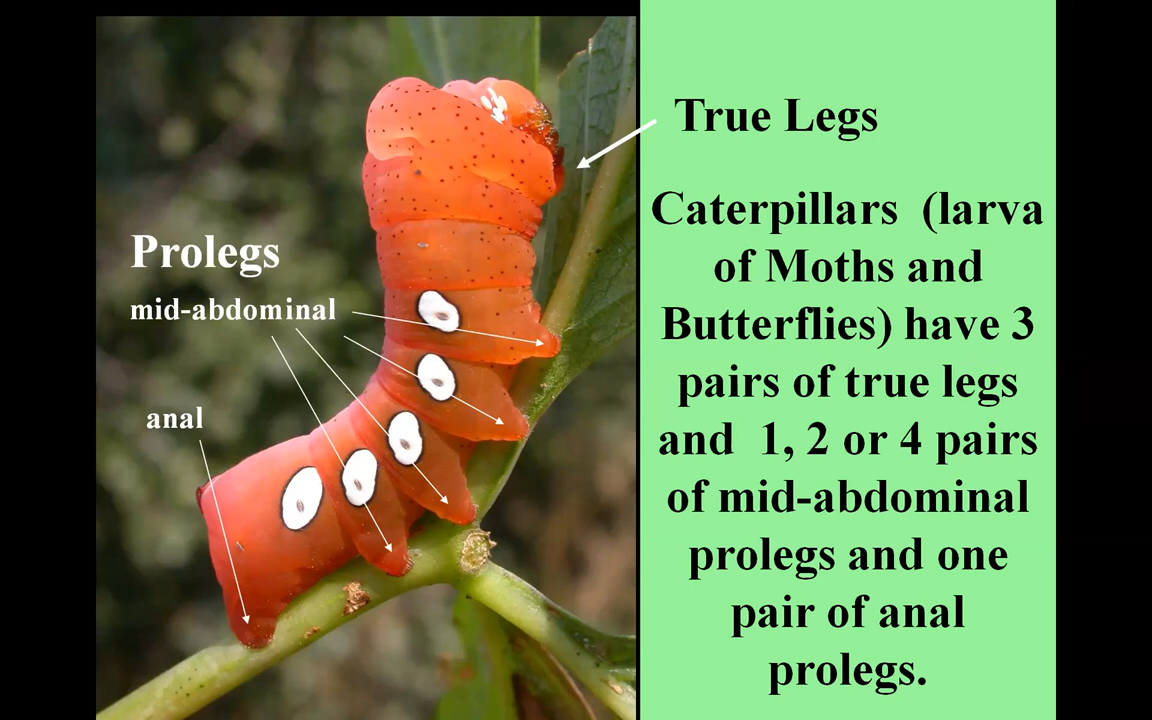 True Legs
Prolegs
mid-abdominal
anal
Caterpillars (larva
of Moths and
Butterflies) have 3
pairs of true legs
and 1, 2 or 4 pairs
of mid-abdominal
prolegs and one
pair of anal
prolegs.